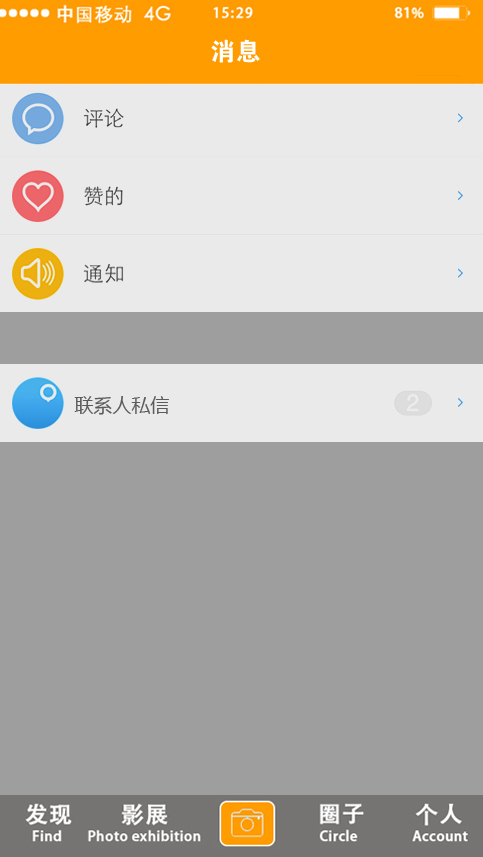 中国移动 4G 15:29 81%
消息
评论
赞的
通知
联系人私信 2
发现 影展 圈子 个人
Find Photo exhibition Circle Account